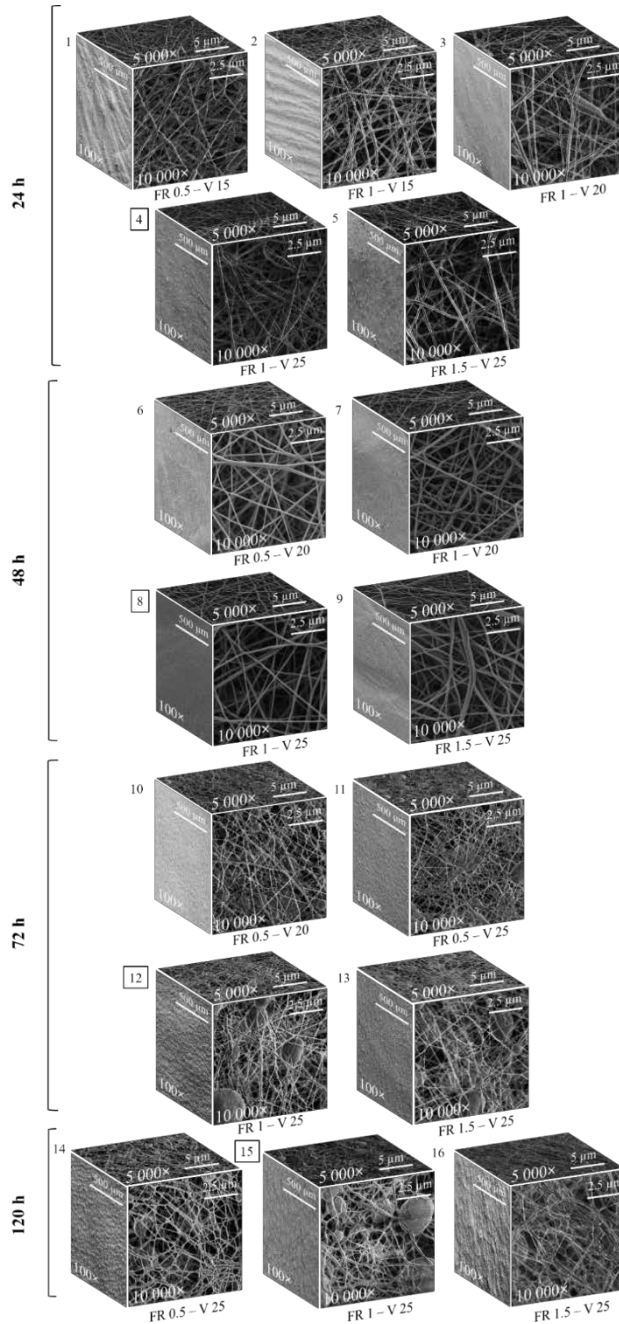 24 h
1
5 000×
5 µm
500 µm
100×
2.5 µm
10 000×
FR 0.5 – V 15
2
5 000×
5 µm
500 µm
100×
2.5 µm
10 000×
FR 1 – V 15
3
5 000×
5 µm
500 µm
100×
2.5 µm
10 000×
FR 1 – V 20
4
5 000×
5 µm
500 µm
100×
2.5 µm
10 000×
FR 1 – V 25
5
5 000×
5 µm
500 µm
100×
2.5 µm
10 000×
FR 1.5 – V 25
48 h
6
5 000×
5 µm
500 µm
100×
2.5 µm
10 000×
FR 0.5 – V 20
7
5 000×
5 µm
500 µm
100×
2.5 µm
10 000×
FR 1 – V 20
8
5 000×
5 µm
500 µm
100×
2.5 µm
10 000×
FR 1 – V 25
9
5 000×
5 µm
500 µm
100×
2.5 µm
10 000×
FR 1.5 – V 25
72 h
10
5 000×
5 µm
500 µm
100×
2.5 µm
10 000×
FR 0.5 – V 20
11
5 000×
5 µm
500 µm
100×
2.5 µm
10 000×
FR 0.5 – V 25
12
5 000×
5 µm
500 µm
100×
2.5 µm
10 000×
FR 1 – V 25
13
5 000×
5 µm
500 µm
100×
2.5 µm
10 000×
FR 1.5 – V 25
120 h
14
5 000×
5 µm
500 µm
100×
2.5 µm
10 000×
FR 0.5 – V 25
15
5 000×
5 µm
500 µm
100×
2.5 µm
10 000×
FR 1 – V 25
16
5 000×
5 µm
500 µm
100×
2.5 µm
10 000×
FR 1.5 – V 25